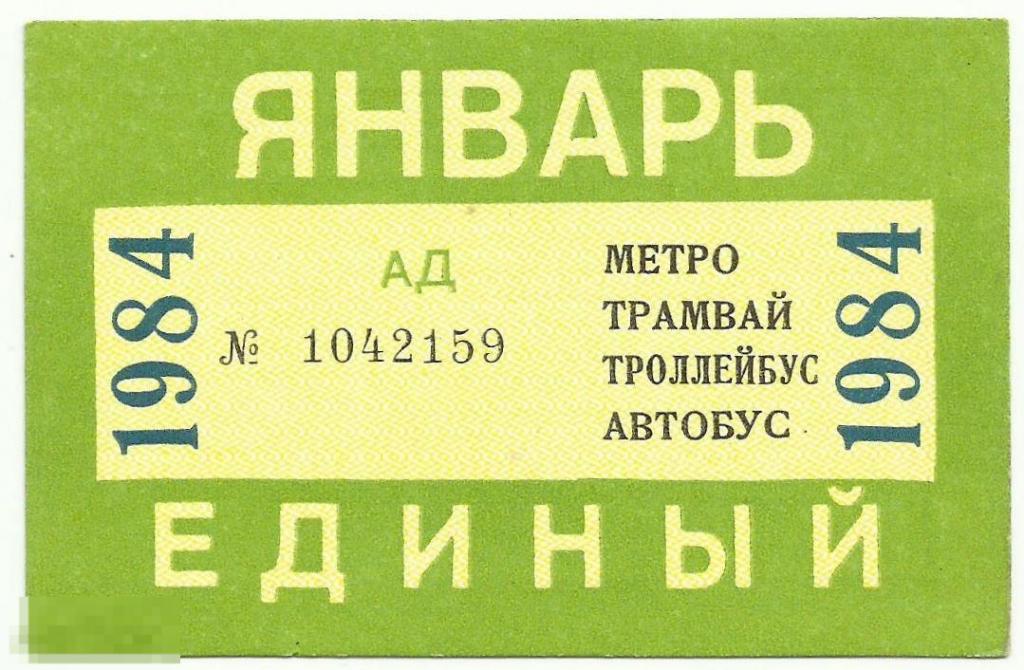 ЯНВАРЬ
1984
АД
№ 1042159
МЕТРО
ТРАМВАЙ
ТРОЛЛЕЙБУС
АВТОБУС
1984
ЕДИНЫЙ